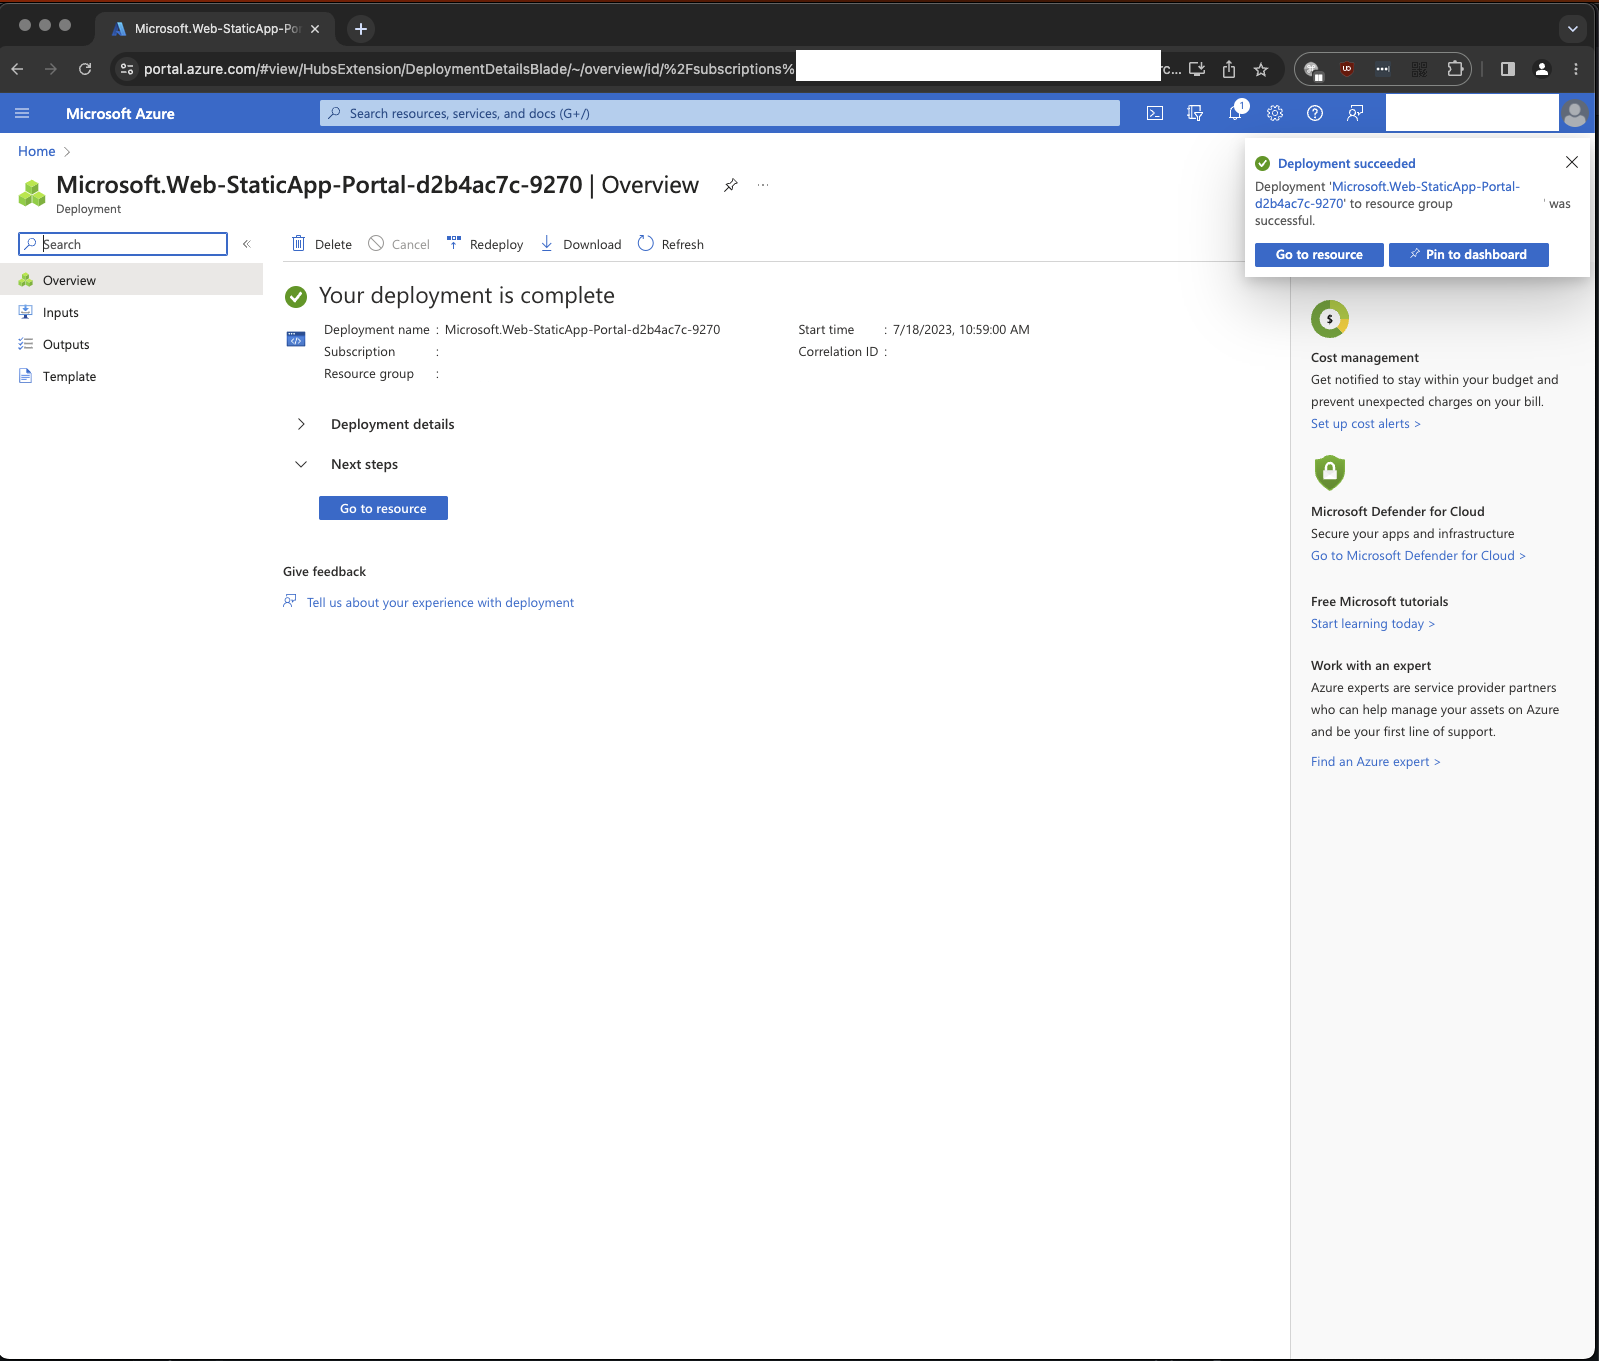 Microsoft.Web-StaticApp-Po
portal.azure.com/#view/HubsExtension/DeploymentDetailsBlade/~/overview/id/%2Fsubscriptions%
rc...
Microsoft Azure
Search resources, services, and docs (G+/)
1
Home
Microsoft.Web-StaticApp-Portal-d2b4ac7c-9270 | Overview
Deployment
Search
Overview
Inputs
Outputs
Template
Delete
Cancel
Redeploy
Download
Refresh
Your deployment is complete
Deployment name : Microsoft.Web-StaticApp-Portal-d2b4ac7c-9270
Subscription :
Resource group :
Start time : 7/18/2023, 10:59:00 AM
Correlation ID :
Deployment details
Next steps
Go to resource
Give feedback
Tell us about your experience with deployment
Deployment succeeded
Deployment 'Microsoft.Web-StaticApp-Portal-
d2b4ac7c-9270' to resource group ' was
successful.
Go to resource
Pin to dashboard
$
Cost management
Get notified to stay within your budget and
prevent unexpected charges on your bill.
Set up cost alerts >
Microsoft Defender for Cloud
Secure your apps and infrastructure
Go to Microsoft Defender for Cloud >
Free Microsoft tutorials
Start learning today >
Work with an expert
Azure experts are service provider partners
who can help manage your assets on Azure
and be your first line of support.
Find an Azure expert >